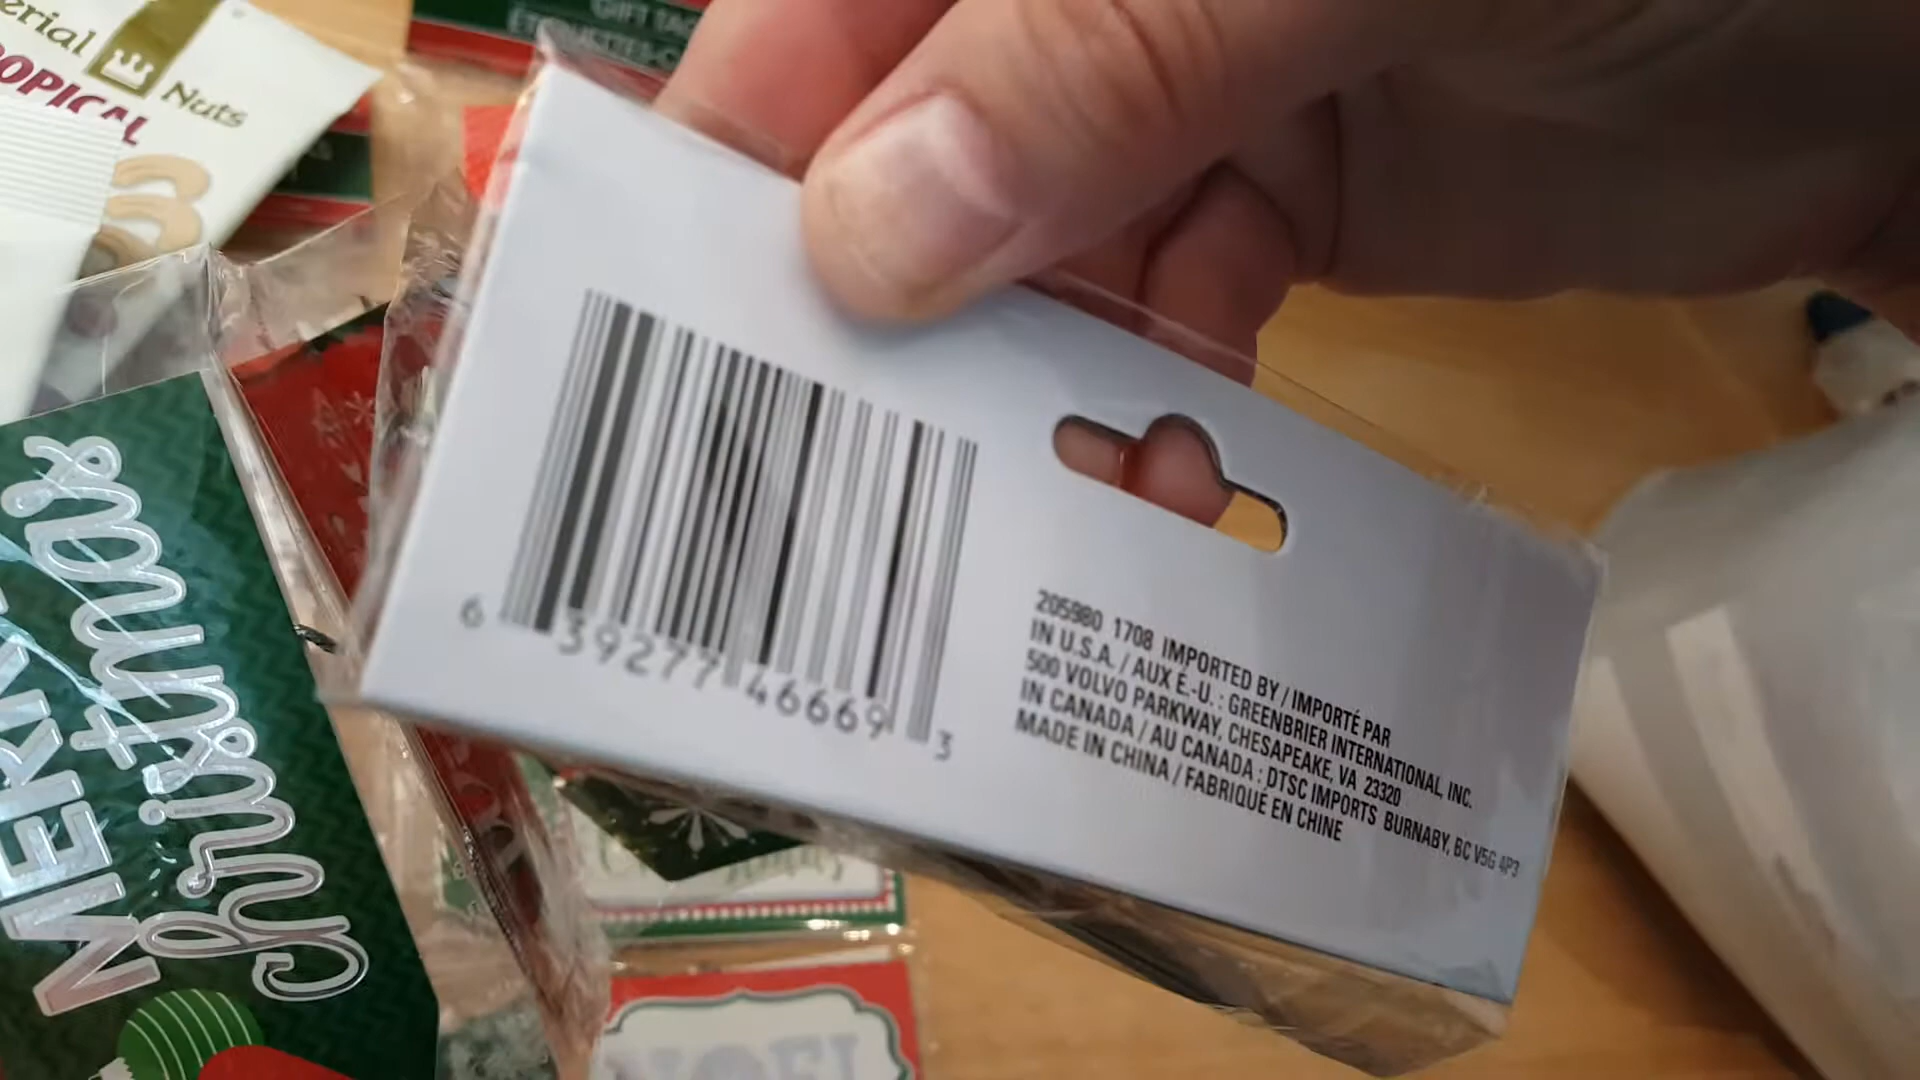 Nuts
GIFT TAG
MERRY
Christmas
6 39277 46669 3
205980 1708 IMPORTED BY / IMPORTÉ PAR
IN U.S.A. / AUX É.-U. : GREENBRIER INTERNATIONAL, INC.
500 VOLVO PARKWAY, CHESAPEAKE, VA 23320
IN CANADA / AU CANADA : DTSC IMPORTS BURNABY, BC V5G 4P3
MADE IN CHINA / FABRIQUÉ EN CHINE
NOEL